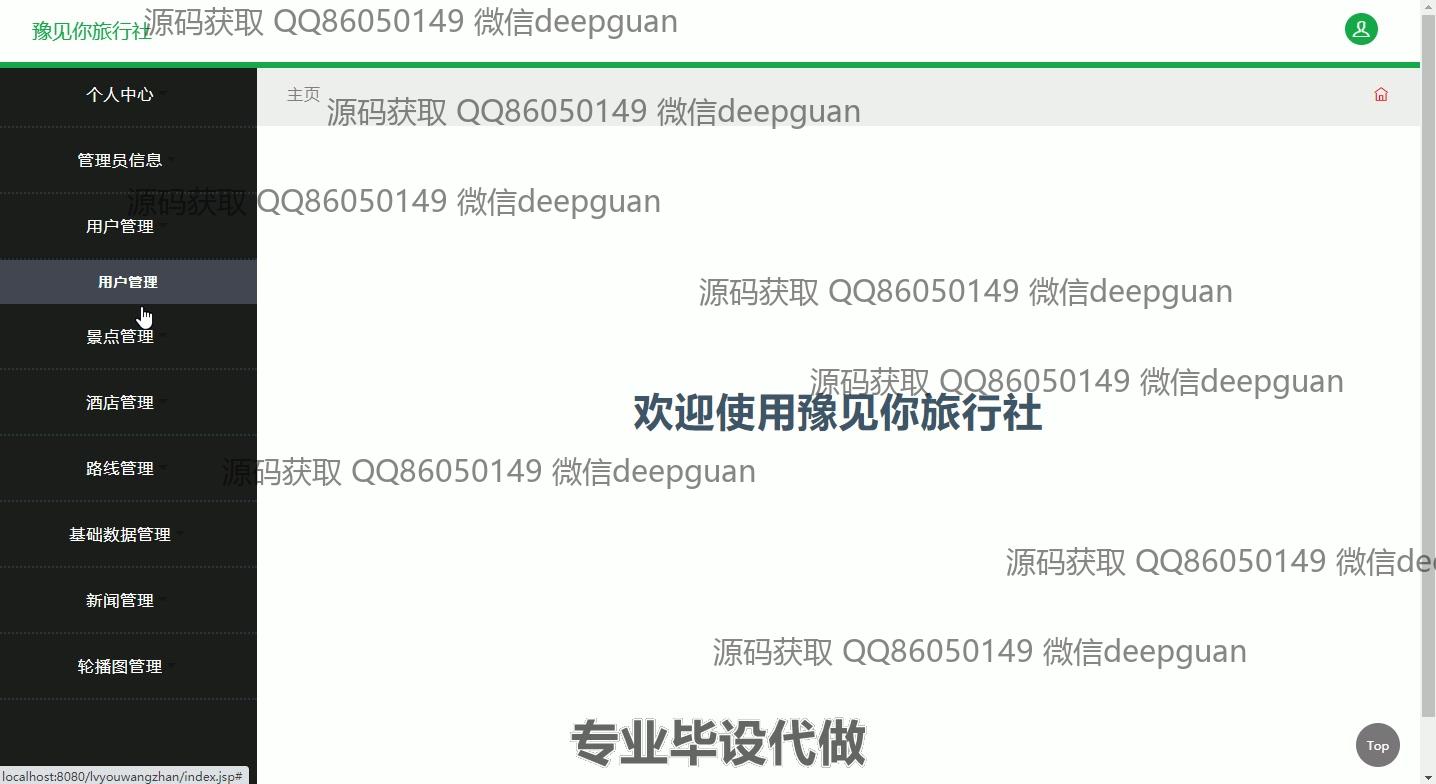 豫见你旅行社
源码获取 QQ86050149 微信deepguan
个人中心
主页
源码获取 QQ86050149 微信deepguan
管理员信息
源码获取 QQ86050149 微信deepguan
用户管理
用户管理
源码获取 QQ86050149 微信deepguan
景点管理
源码获取 QQ86050149 微信deepguan
酒店管理
欢迎使用豫见你旅行社
路线管理
源码获取 QQ86050149 微信deepguan
基础数据管理
源码获取 QQ86050149 微信de
新闻管理
源码获取 QQ86050149 微信deepguan
轮播图管理
专业毕设代做
Top
localhost:8080/lvyouwangzhan/index.jsp#